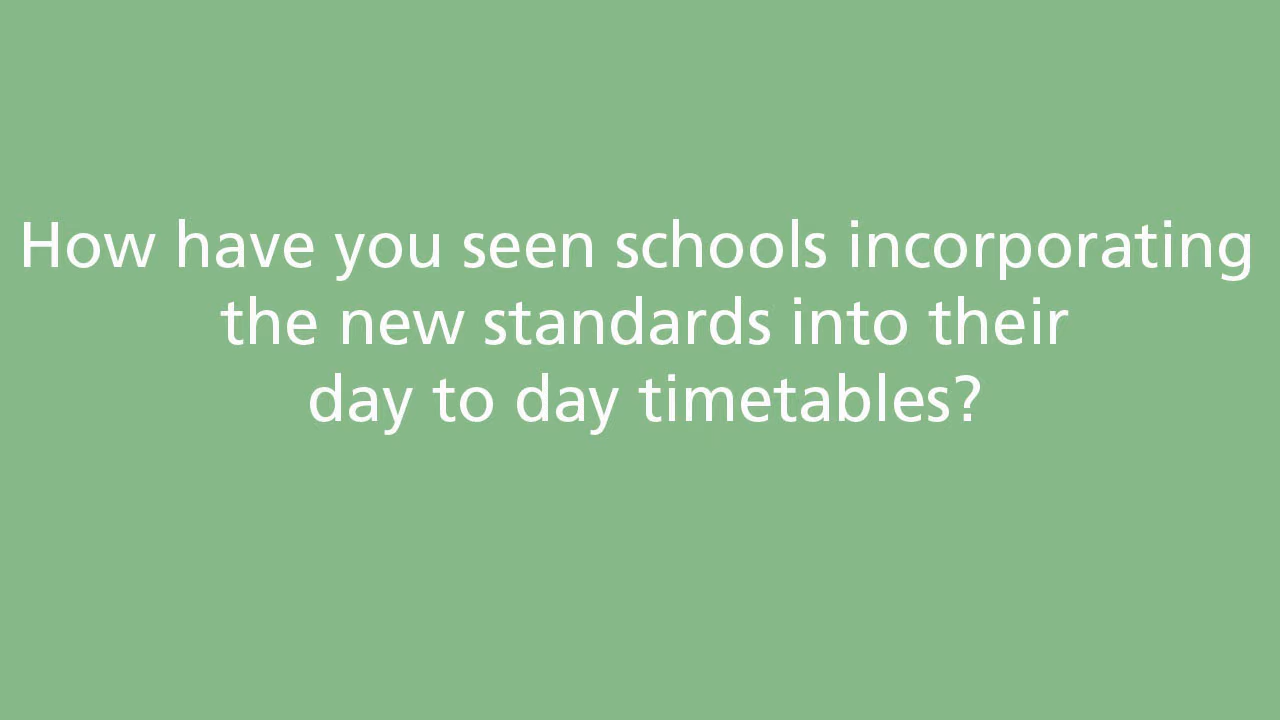 How have you seen schools incorporating
the new standards into their
day to day timetables?